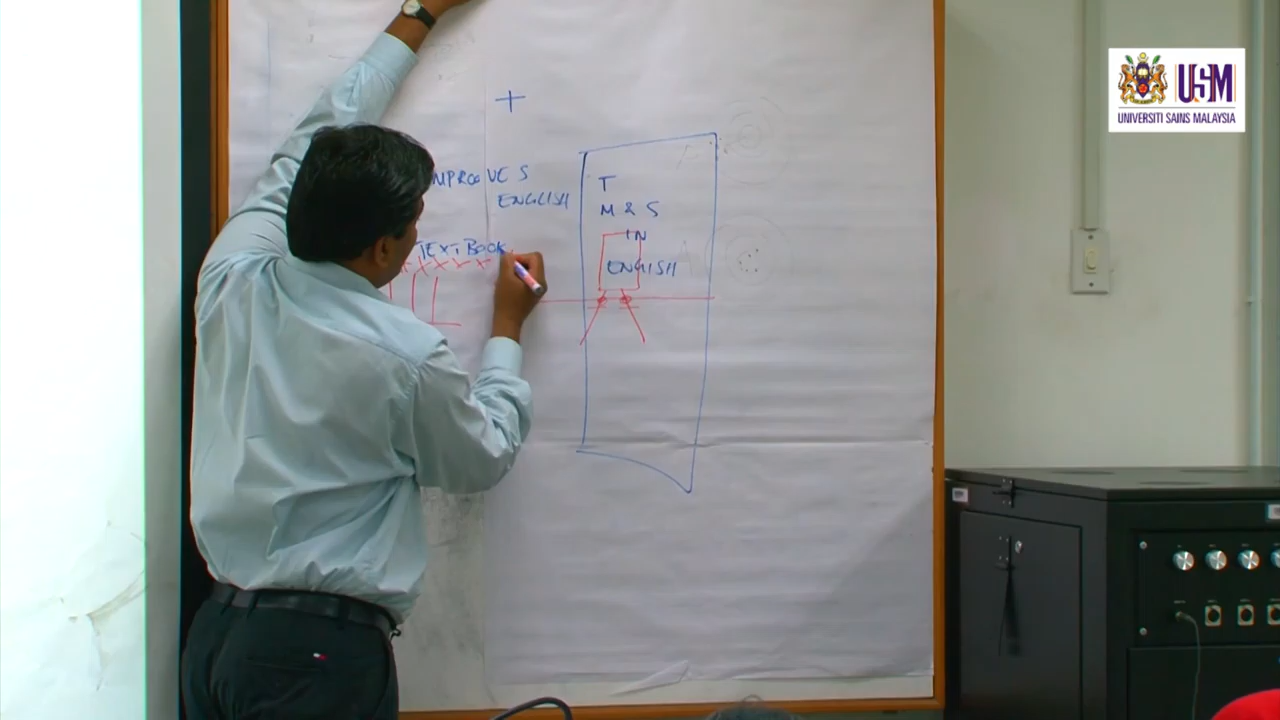 +
IMPROVES
ENGLISH
TEXT BOOK
T
M & S
IN
ENGLISH
USM
UNIVERSITI SAINS MALAYSIA